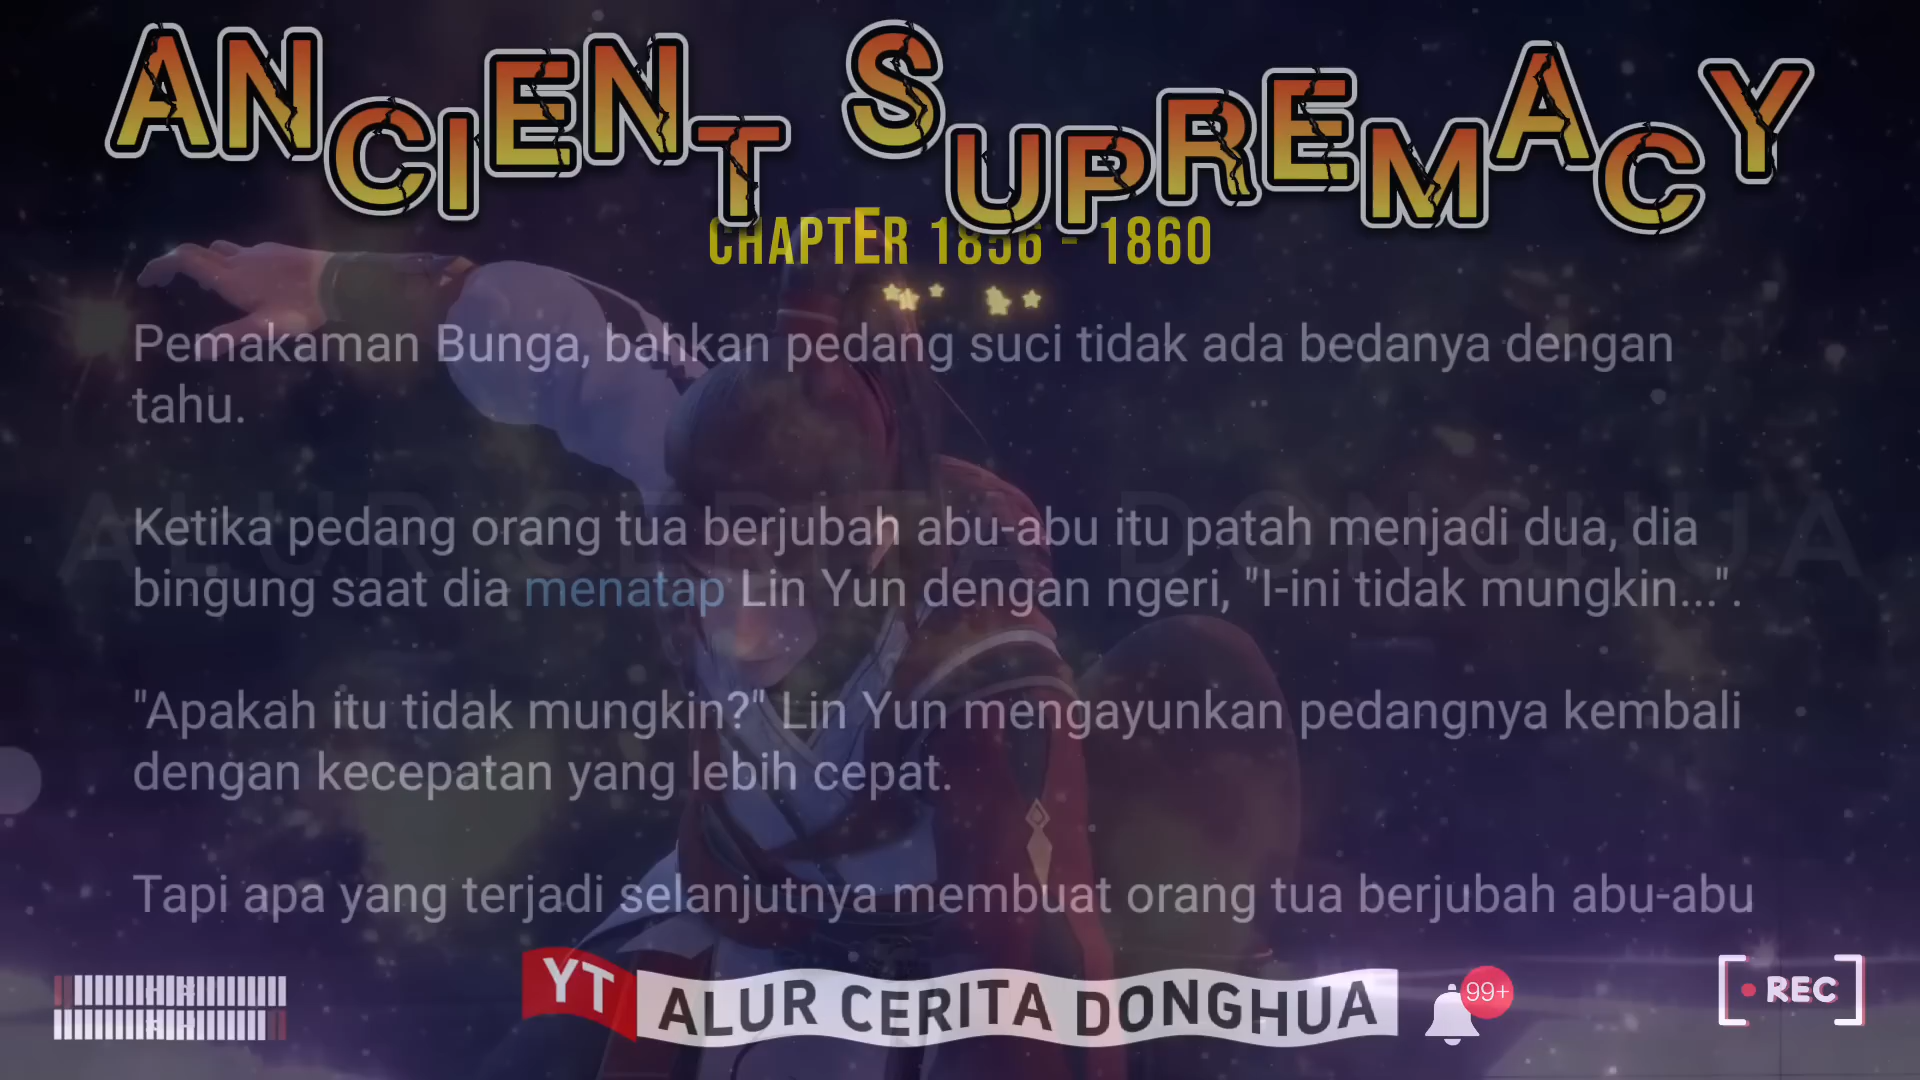 ANCIENT SUPREMACY
CHAPTER 1856 - 1860
Pemakaman Bunga, bahkan pedang suci tidak ada bedanya dengan
tahu.
ALUR CERITA DONGHUA
Ketika pedang orang tua berjubah abu-abu itu patah menjadi dua, dia
bingung saat dia menatap Lin Yun dengan ngeri, "I-ini tidak mungkin...".
"Apakah itu tidak mungkin?" Lin Yun mengayunkan pedangnya kembali
dengan kecepatan yang lebih cepat.
Tapi apa yang terjadi selanjutnya membuat orang tua berjubah abu-abu
YT ALUR CERITA DONGHUA
99+
REC